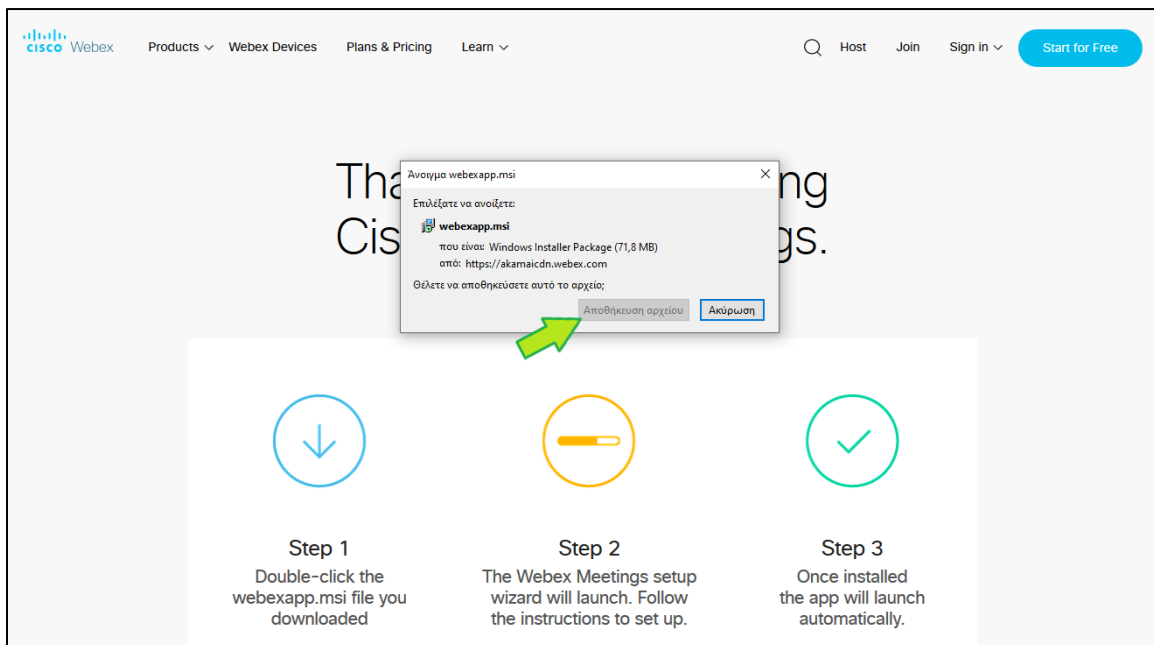 CISCO Webex Products Webex Devices Plans & Pricing Learn Host Join Sign in Start for Free
Άνοιγμα webexapp.msi
Επιλέξατε να ανοίξετε:
webexapp.msi
που είναι: Windows Installer Package (71,8 MB)
από: https://akamaicdn.webex.com
Θέλετε να αποθηκεύσετε αυτό το αρχείο;
Αποθήκευση αρχείου Ακύρωση
Step 1
Double-click the
webexapp.msi file you
downloaded
Step 2
The Webex Meetings setup
wizard will launch. Follow
the instructions to set up.
Step 3
Once installed
the app will launch
automatically.